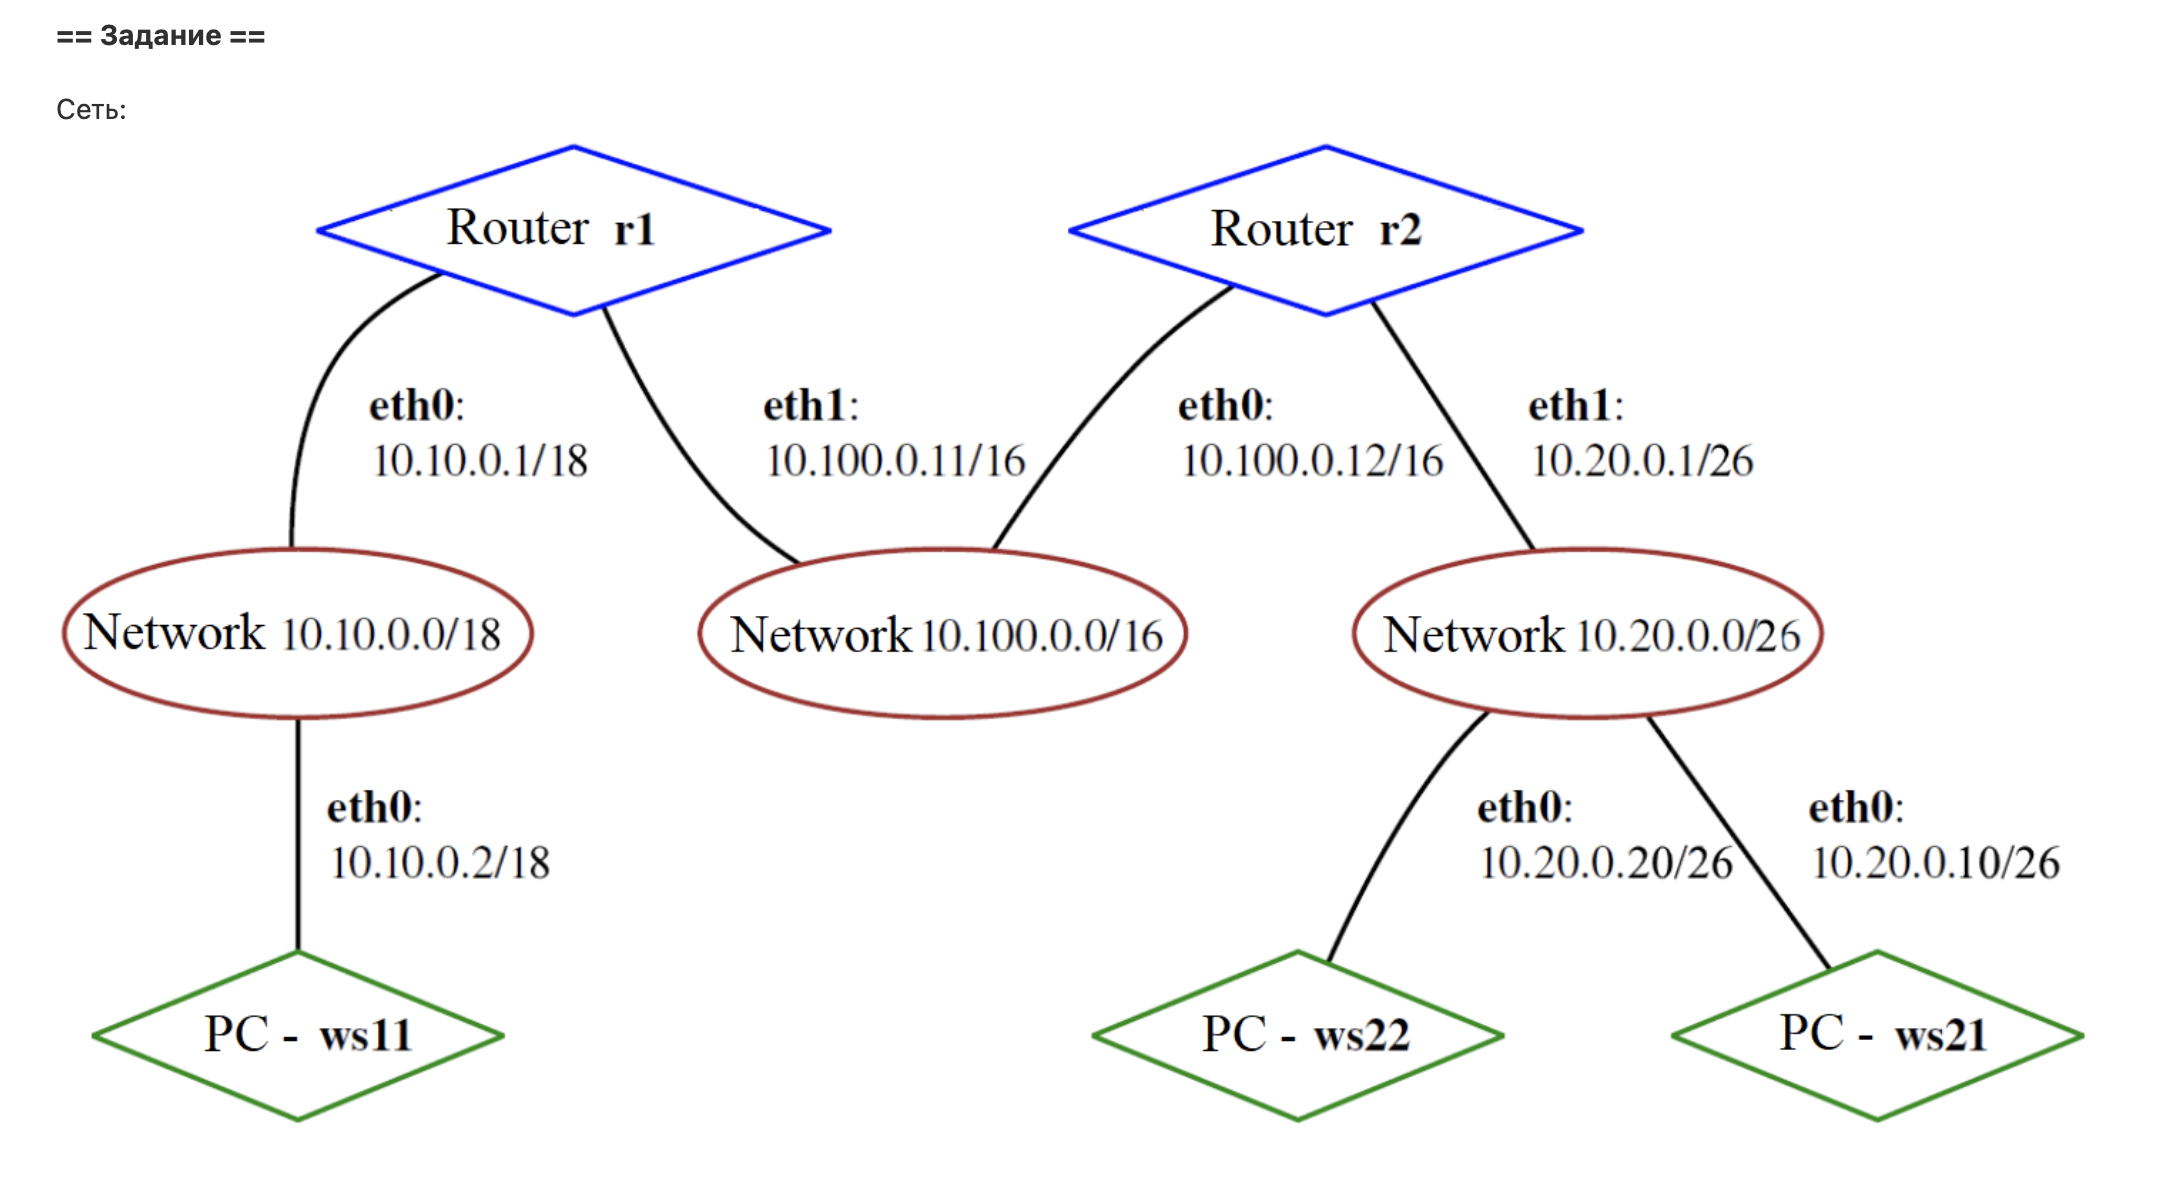 == Задание ==
Сеть:
Router r1
Router r2
eth0:
10.10.0.1/18
eth1:
10.100.0.11/16
eth0:
10.100.0.12/16
eth1:
10.20.0.1/26
Network 10.10.0.0/18
Network 10.100.0.0/16
Network 10.20.0.0/26
eth0:
10.10.0.2/18
eth0:
10.20.0.20/26
eth0:
10.20.0.10/26
PC - ws11
PC - ws22
PC - ws21